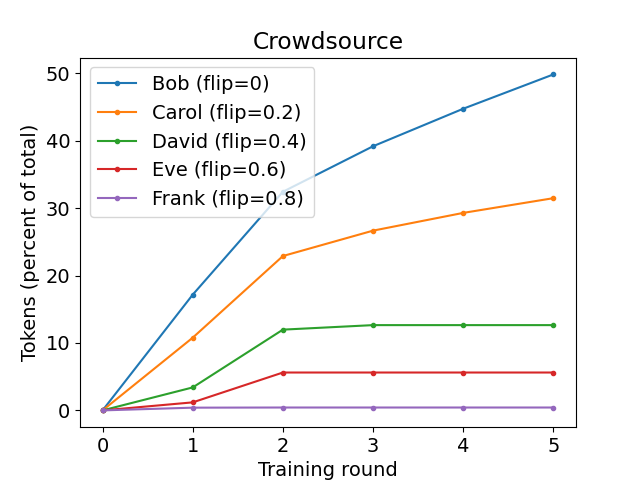 Crowdsource
Bob (flip=0)
Carol (flip=0.2)
David (flip=0.4)
Eve (flip=0.6)
Frank (flip=0.8)
Tokens (percent of total)
50
40
30
20
10
0
0 1 2 3 4 5
Training round